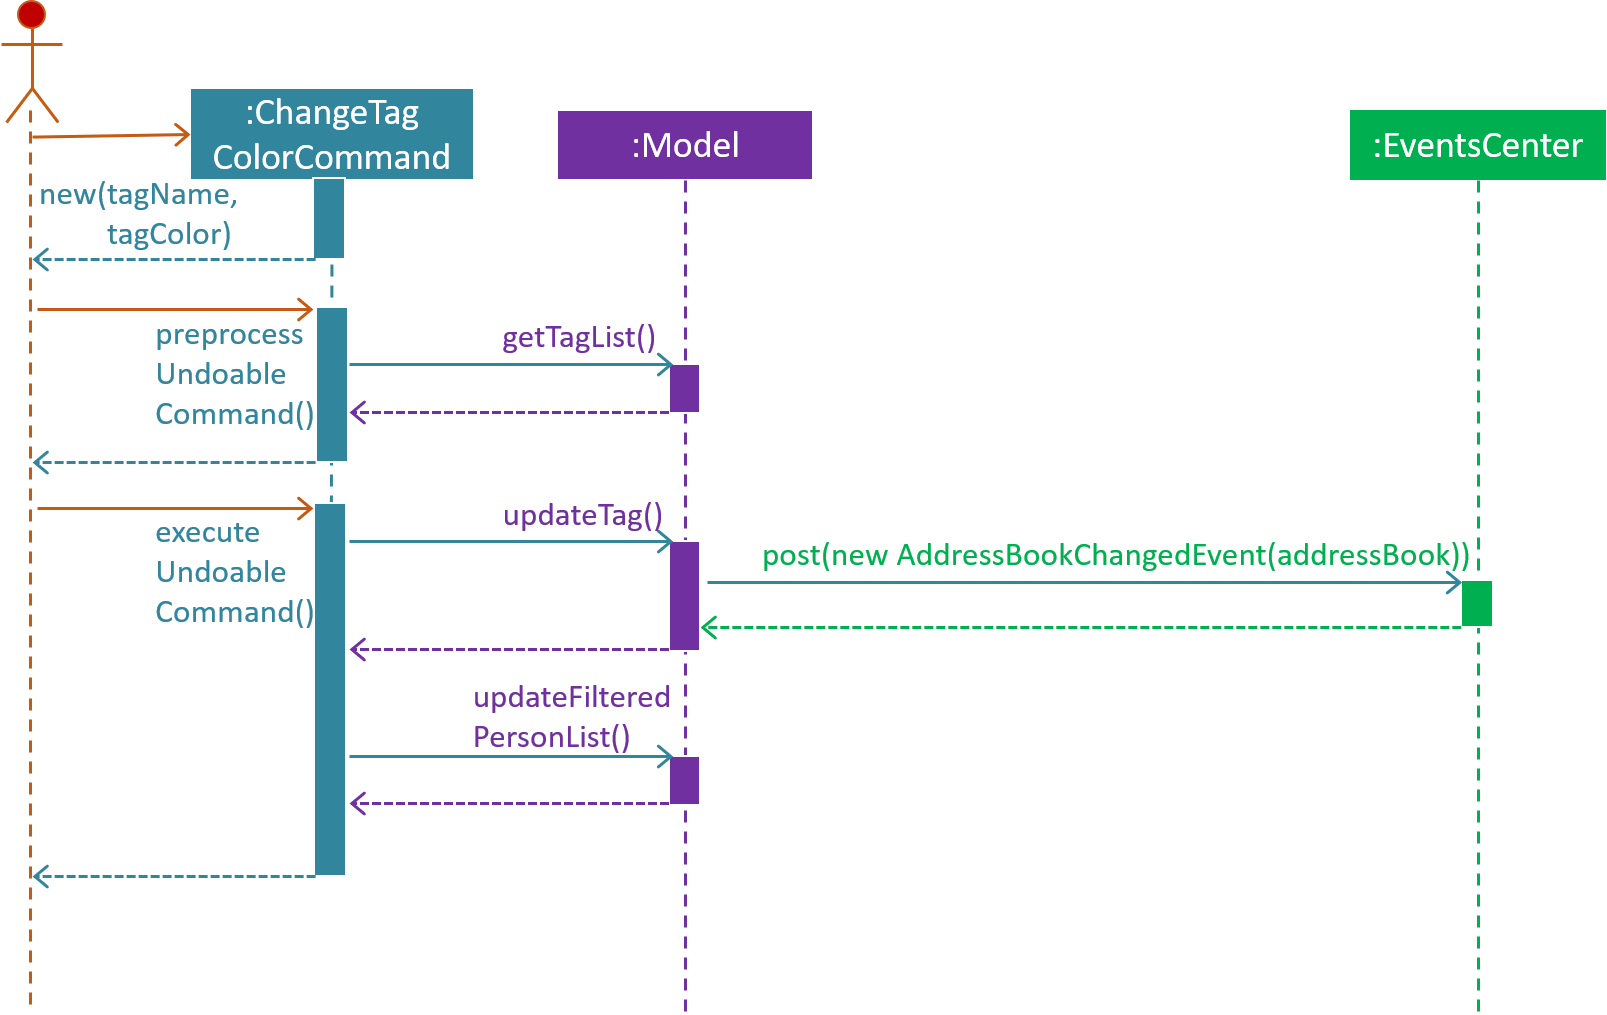 :ChangeTag
ColorCommand
:Model
:EventsCenter
new(tagName,
tagColor)
preprocess
Undoable
Command()
getTagList()
execute
Undoable
Command()
updateTag()
post(new AddressBookChangedEvent(addressBook))
updateFiltered
PersonList()